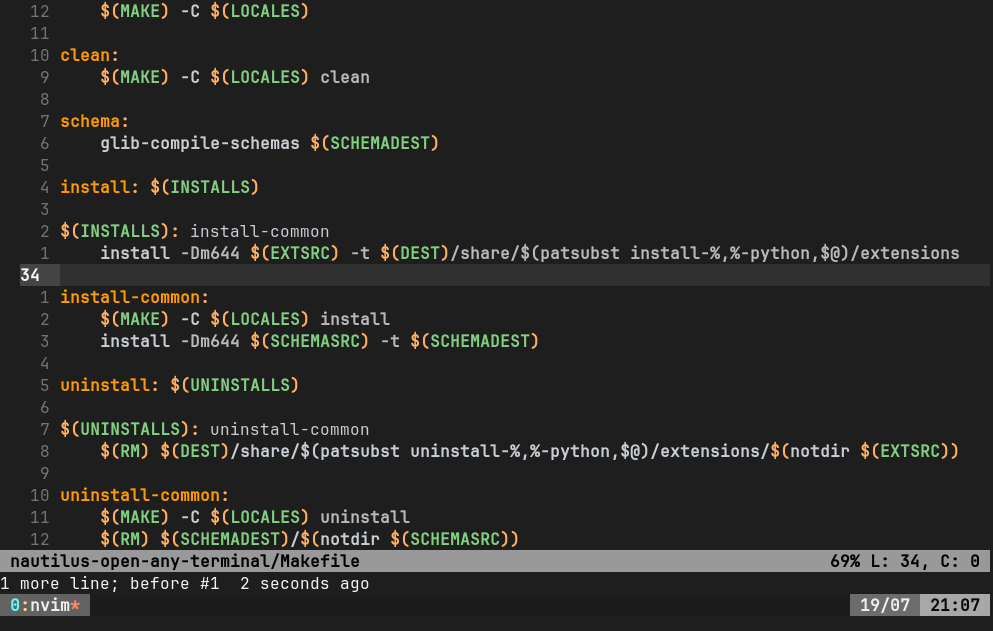 12 $(MAKE) -C $(LOCALES)
11
10 clean:
9 $(MAKE) -C $(LOCALES) clean
8
7 schema:
6 glib-compile-schemas $(SCHEMADEST)
5
4 install: $(INSTALLS)
3
2 $(INSTALLS): install-common
1 install -Dm644 $(EXTSRC) -t $(DEST)/share/$(patsubst install-%,%-python,$@)/extensions
34
1 install-common:
2 $(MAKE) -C $(LOCALES) install
3 install -Dm644 $(SCHEMASRC) -t $(SCHEMADEST)
4
5 uninstall: $(UNINSTALLS)
6
7 $(UNINSTALLS): uninstall-common
8 $(RM) $(DEST)/share/$(patsubst uninstall-%,%-python,$@)/extensions/$(notdir $(EXTSRC))
9
10 uninstall-common:
11 $(MAKE) -C $(LOCALES) uninstall
12 $(RM) $(SCHEMADEST)/$(notdir $(SCHEMASRC))
nautilus-open-any-terminal/Makefile 69% L: 34, C: 0
1 more line; before #1  2 seconds ago
0:nvim* 19/07 21:07